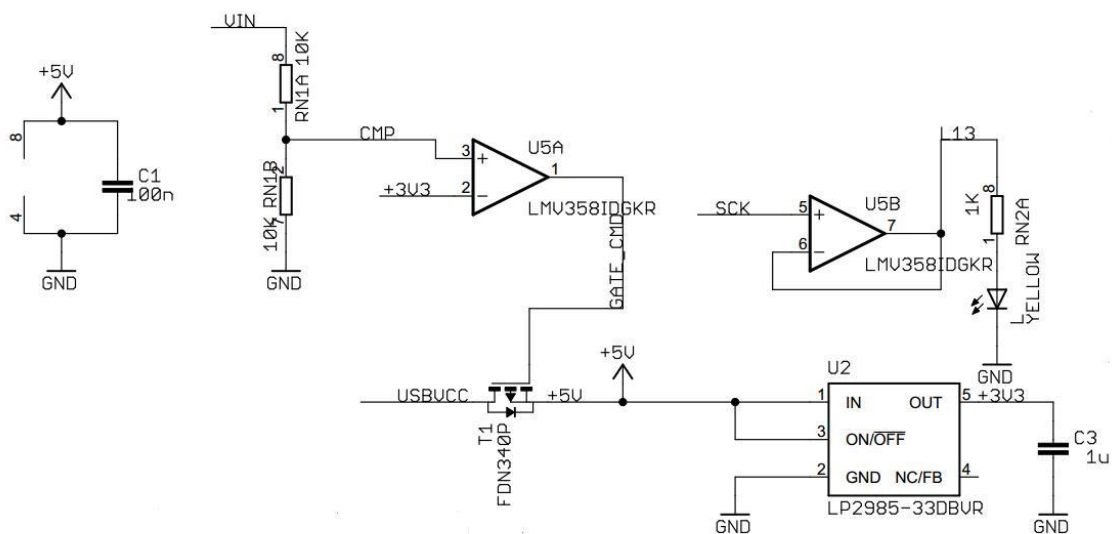 VIN
+5V
8
4
C1
100n
GND
8
1
RN1A 10K
2
7
10K RN1B
GND
CMP
+3V3
3
2
+
-
1
U5A
LMV358IDGKR
GATE_CMD
SCK
5
6
+
-
7
U5B
LMV358IDGKR
L13
1K
8
1
RN2A
L
YELLOW
GND
USBVCC
T1
FDN340P
+5V
+5V
U2
1
IN
OUT
5
+3V3
3
ON/OFF
2
GND
NC/FB
4
LP2985-33DBVR
GND
C3
1u
GND